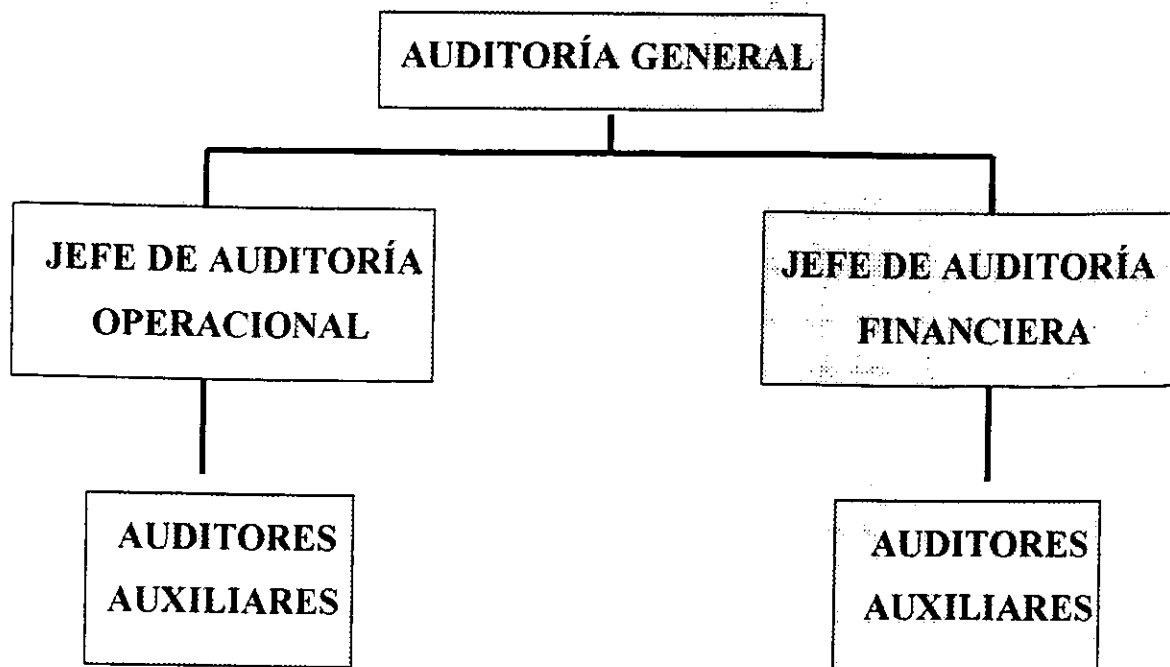 AUDITORÍA GENERAL
JEFE DE AUDITORÍA
OPERACIONAL
JEFE DE AUDITORÍA
FINANCIERA
AUDITORES
AUXILIARES
AUDITORES
AUXILIARES